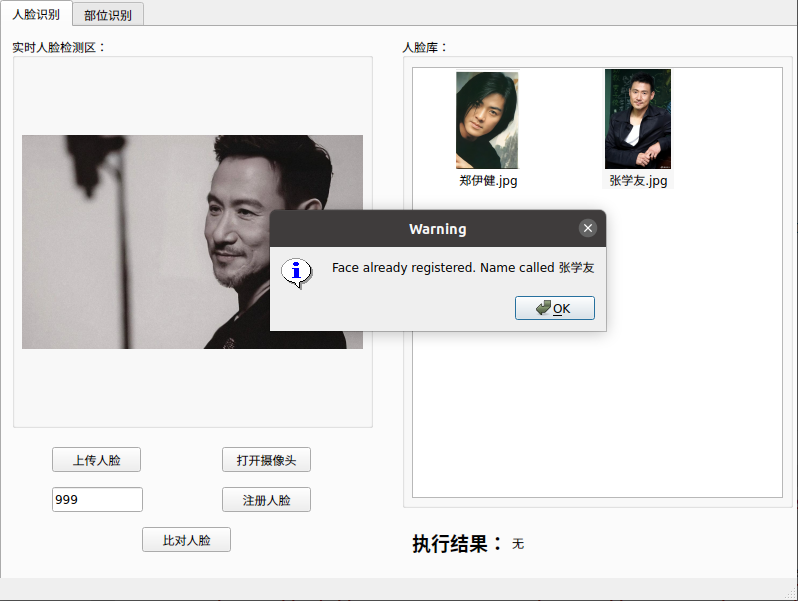 人脸识别
部位识别
实时人脸检测区：
人脸库：
郑伊健.jpg
张学友.jpg
Warning
Face already registered. Name called 张学友
OK
上传人脸
打开摄像头
999
注册人脸
比对人脸
执行结果： 无